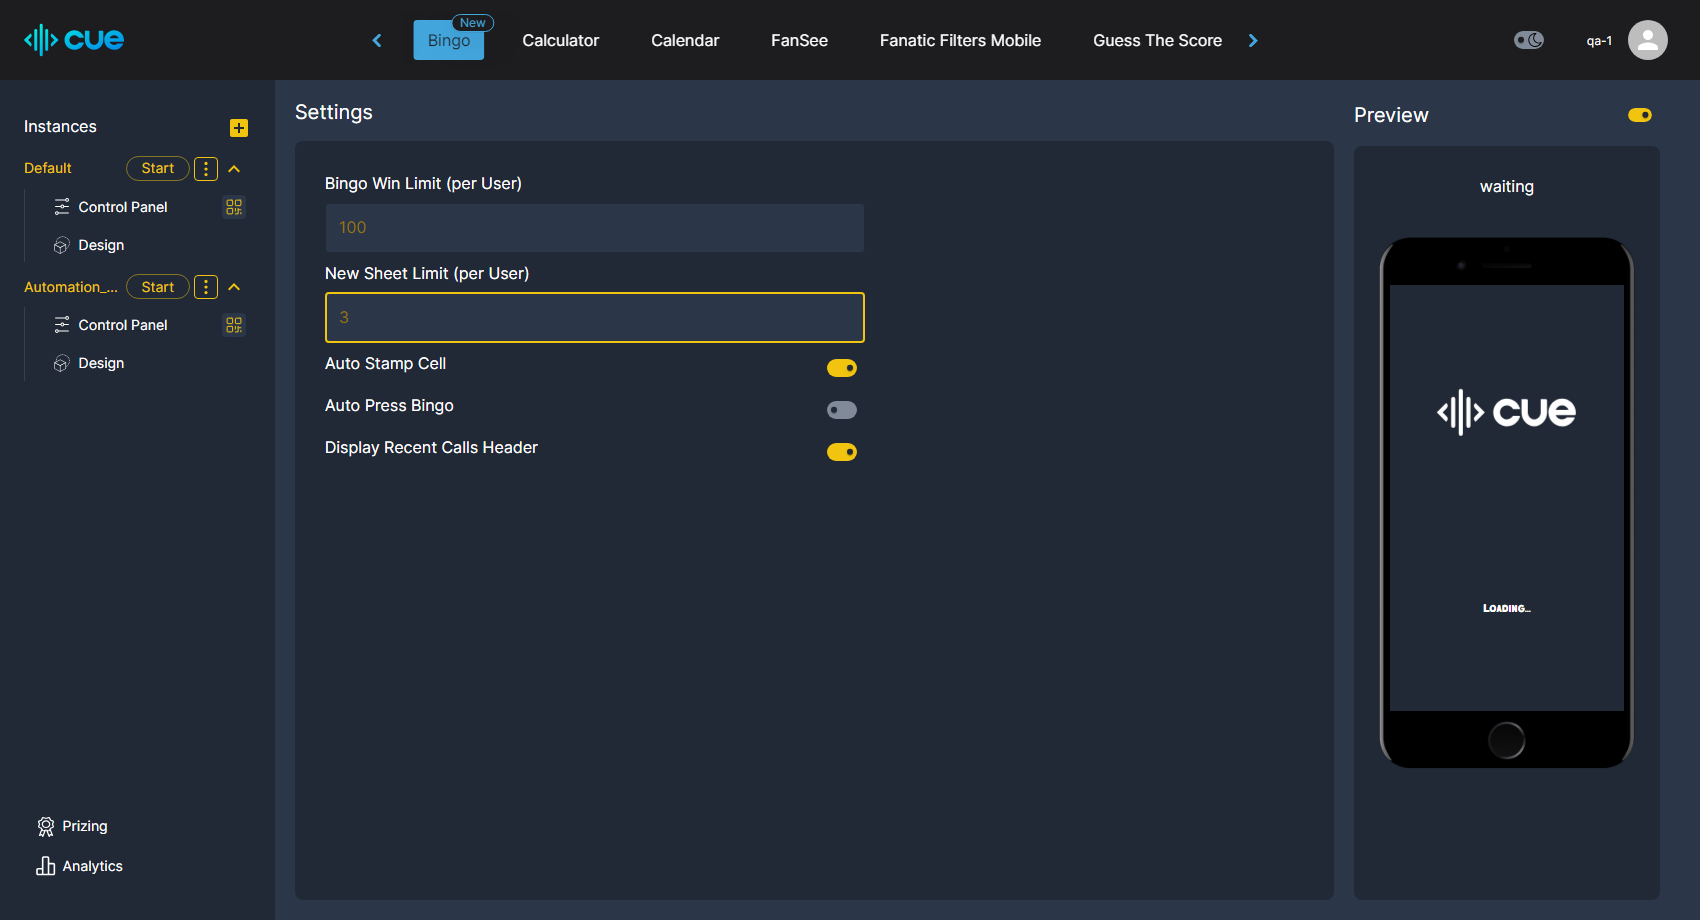 cue
New
Bingo
Calculator
Calendar
FanSee
Fanatic Filters Mobile
Guess The Score
qa-1
Instances
Default
Start
Control Panel
Design
Automation_...
Start
Control Panel
Design
Prizing
Analytics
Settings
Bingo Win Limit (per User)
100
New Sheet Limit (per User)
3
Auto Stamp Cell
Auto Press Bingo
Display Recent Calls Header
Preview
waiting
cue
Loading...